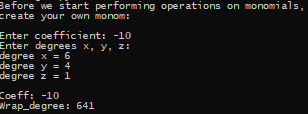 Before we start performing operations on monomials,
create your own monom:
Enter coefficient: -10
Enter degrees x, y, z:
degree x = 6
degree y = 4
degree z = 1
Coeff: -10
Wrap_degree: 641